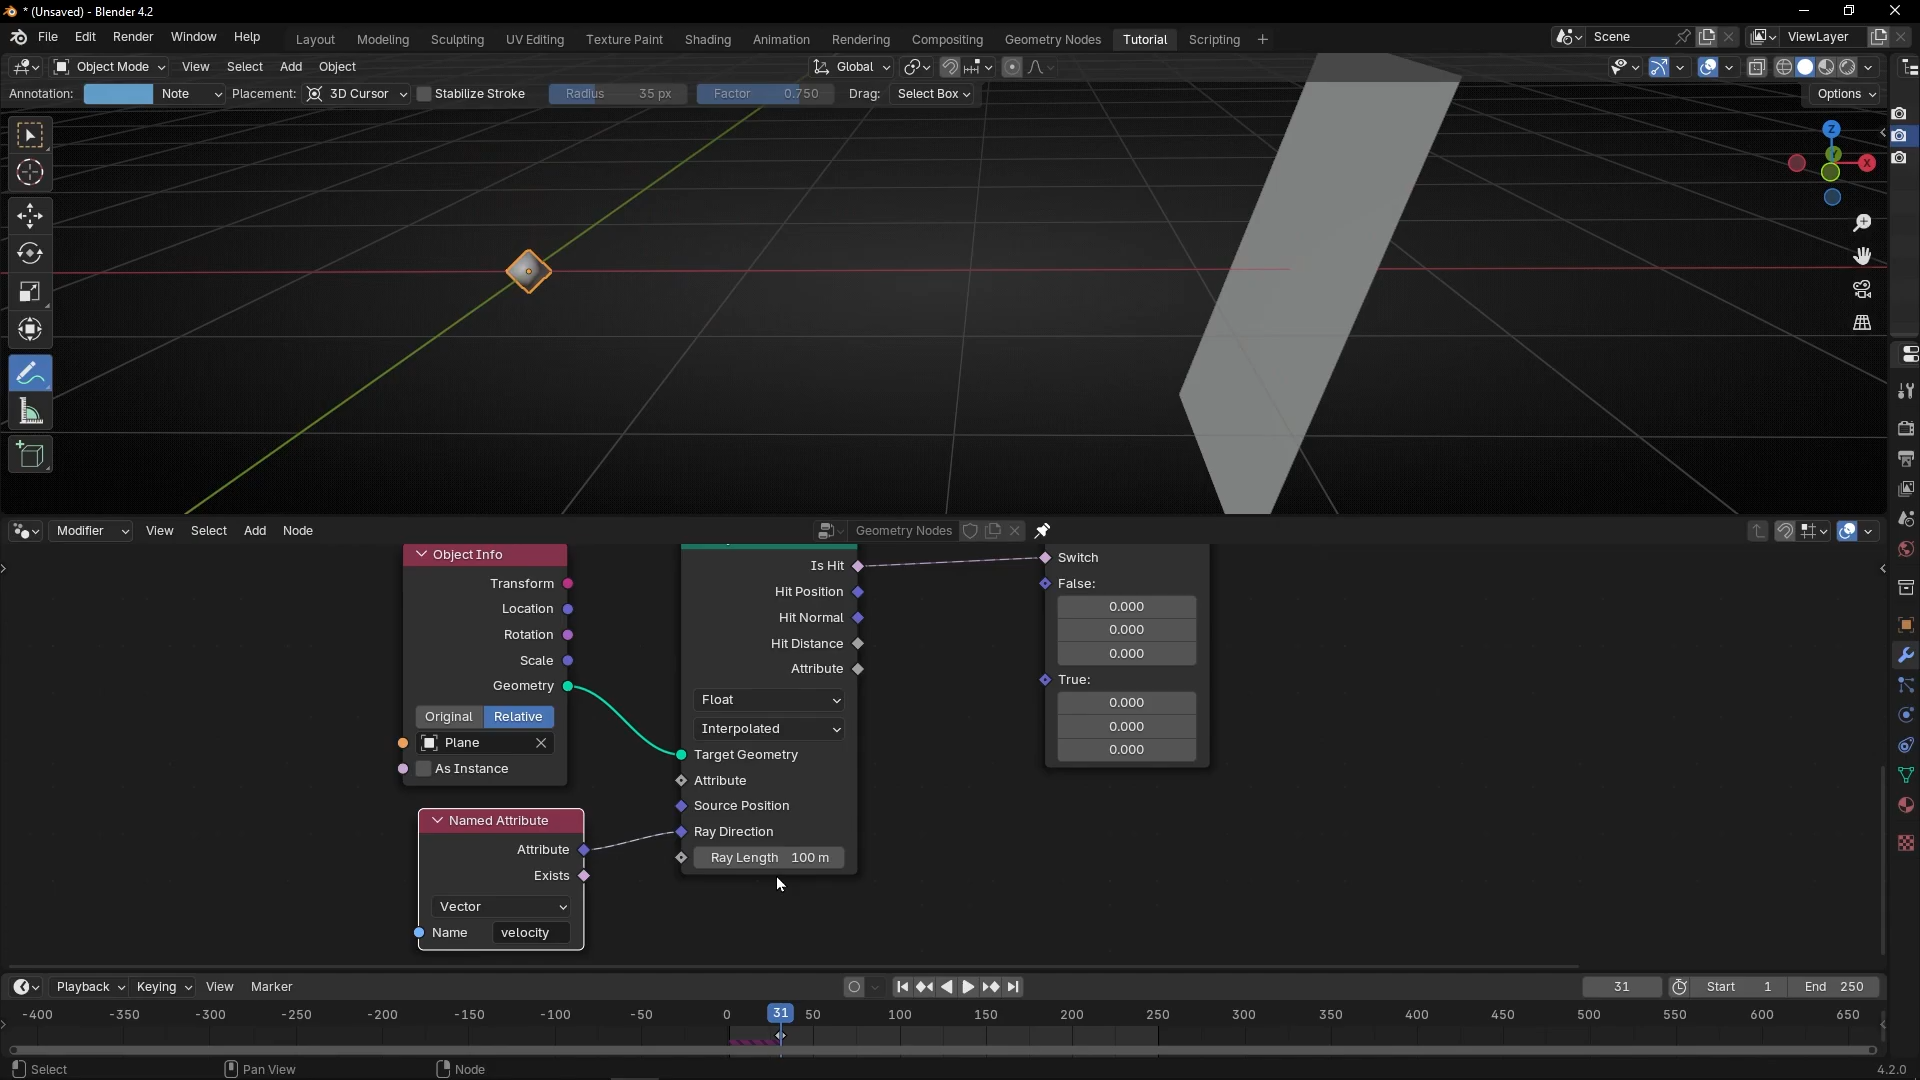 * (Unsaved) - Blender 4.2
File Edit Render Window Help
Layout Modeling Sculpting UV Editing Texture Paint Shading Animation Rendering Compositing Geometry Nodes Tutorial Scripting +
Scene
ViewLayer
Object Mode View Select Add Object
Global
Annotation: Note Placement: 3D Cursor Stabilize Stroke Radius 35 px Factor 0.750 Drag: Select Box
Options
Z
Y
X
Modifier View Select Add Node
Geometry Nodes
Object Info
Transform
Location
Rotation
Scale
Geometry
Original Relative
Plane
As Instance
Named Attribute
Attribute
Exists
Vector
Name velocity
Is Hit
Hit Position
Hit Normal
Hit Distance
Attribute
Float
Interpolated
Target Geometry
Attribute
Source Position
Ray Direction
Ray Length 100 m
Switch
False:
0.000
0.000
0.000
True:
0.000
0.000
0.000
Playback Keying View Marker
31 Start 1 End 250
-400 -350 -300 -250 -200 -150 -100 -50 0 31 50 100 150 200 250 300 350 400 450 500 550 600 650
Select Pan View Node
4.2.0